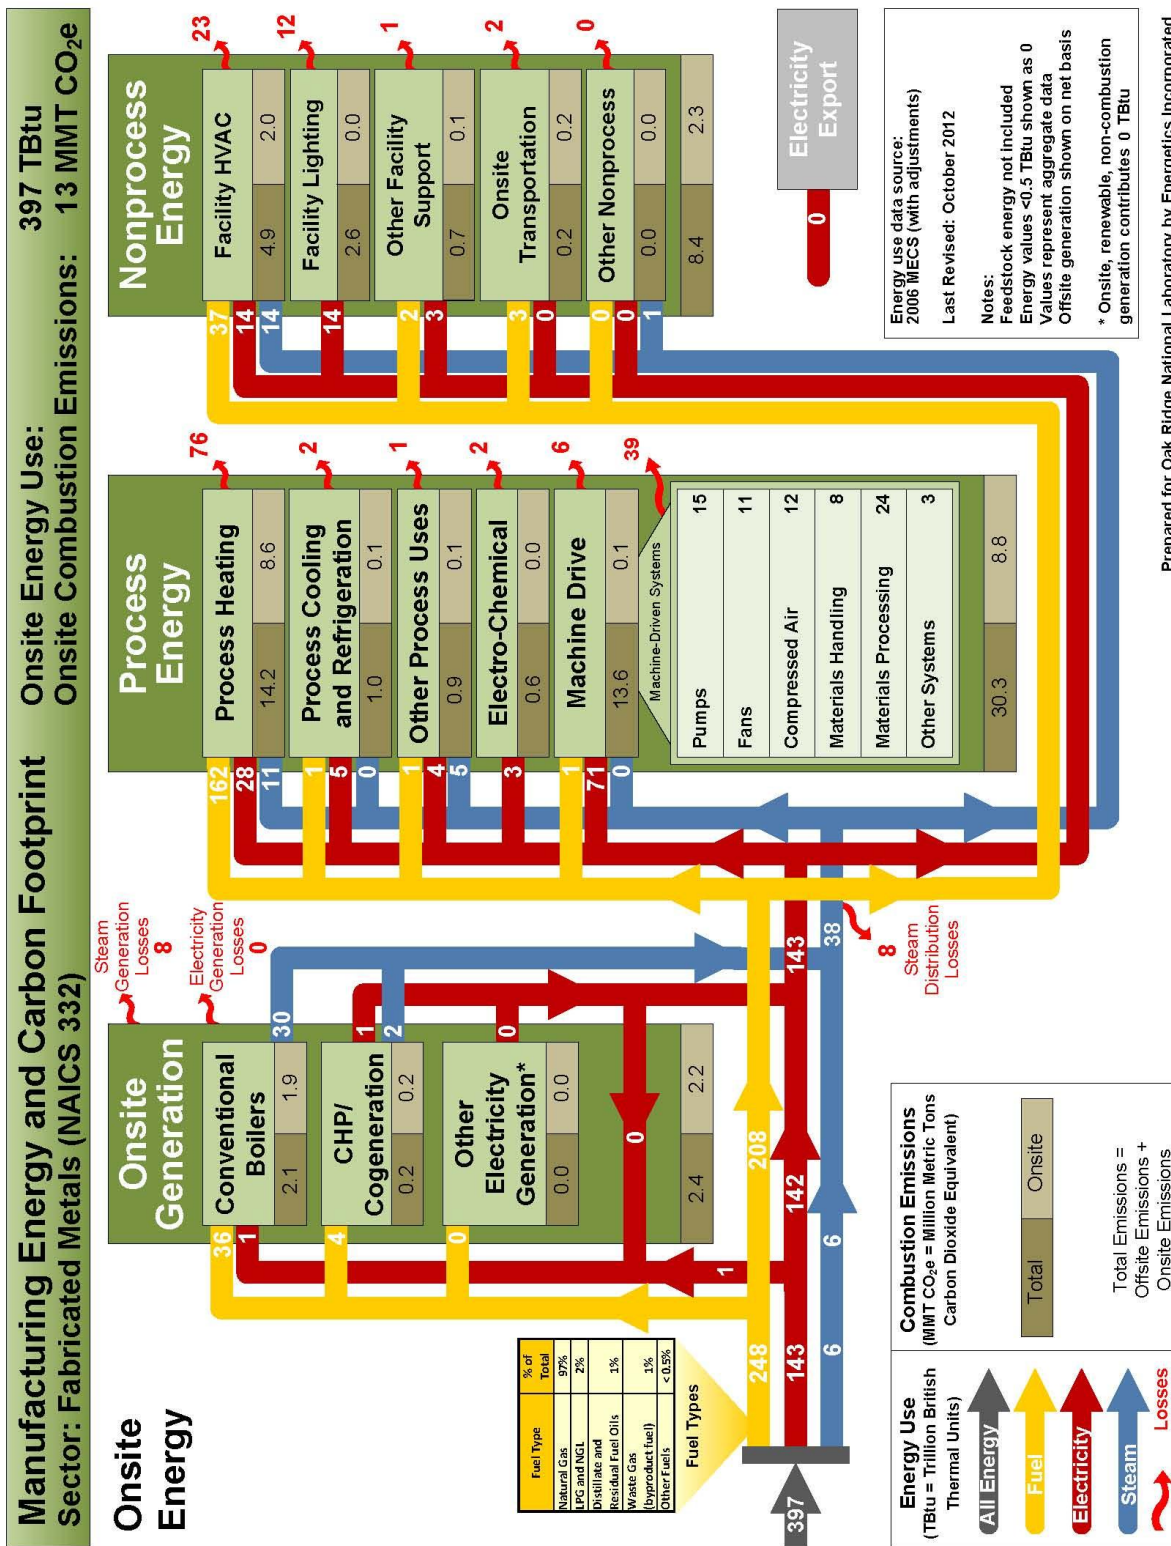 Manufacturing Energy and Carbon Footprint
Sector: Fabricated Metals (NAICS 332)
Onsite Energy Use: 397 TBtu
Onsite Combustion Emissions: 13 MMT CO₂e
Onsite
Energy
Fuel Type
% of
Total
Natural Gas 97%
LPG and NGL 2%
Distillate and
Residual Fuel Oils 1%
Waste Gas
(byproduct fuel) 1%
Other Fuels < 0.5%
Fuel Types
397
248
143
6
1
208
142
6
0
143
38
Onsite
Generation
Steam
Generation
Losses
8
Electricity
Generation
Losses
0
36
1
Conventional
Boilers
2.1 1.9
30
4
CHP/
Cogeneration
0.2 0.2
1
2
0
Other
Electricity
Generation*
0.0 0.0
0
2.4 2.2
8
Steam
Distribution
Losses
Process
Energy
162
28
11
Process Heating
14.2 8.6
76
1
5
0
Process Cooling
and Refrigeration
1.0 0.1
2
1
4
5
Other Process Uses
0.9 0.1
1
3
Electro-Chemical
0.6 0.0
2
1
71
0
Machine Drive
13.6 0.1
6
Machine-Driven Systems
39
Pumps 15
Fans 11
Compressed Air 12
Materials Handling 8
Materials Processing 24
Other Systems 3
30.3 8.8
Nonprocess
Energy
37
14
14
Facility HVAC
4.9 2.0
23
14
Facility Lighting
2.6 0.0
12
2
3
Other Facility
Support
0.7 0.1
1
3
0
Onsite
Transportation
0.2 0.2
2
0
0
1
Other Nonprocess
0.0 0.0
0
8.4 2.3
0
Electricity
Export
Energy Use
(TBtu = Trillion British
Thermal Units)
All Energy
Fuel
Electricity
Steam
Losses
Combustion Emissions
(MMT CO₂e = Million Metric Tons
Carbon Dioxide Equivalent)
Total Onsite
Total Emissions =
Offsite Emissions +
Onsite Emissions
Energy use data source:
2006 MECS (with adjustments)
Last Revised: October 2012
Notes:
Feedstock energy not included
Energy values <0.5 TBtu shown as 0
Values represent aggregate data
Offsite generation shown on net basis
* Onsite, renewable, non-combustion
generation contributes 0 TBtu
Prepared for Oak Ridge National Laboratory by Energetics Incorporated